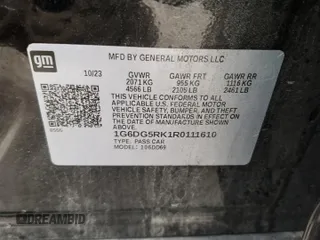 gm
MFD BY GENERAL MOTORS LLC
10/23
GVWR GAWR FRT GAWR RR
2071 KG 955 KG 1116 KG
4566 LB 2105 LB 2461 LB
THIS VEHICLE CONFORMS TO ALL
APPLICABLE U.S. FEDERAL MOTOR
VEHICLE SAFETY, BUMPER, AND THEFT
PREVENTION STANDARDS IN EFFECT
ON THE DATE OF MANUFACTURE SHOWN ABOVE.
1G6DG5RK1R0111610
TYPE: PASS CAR
MODEL:
DREAMBID